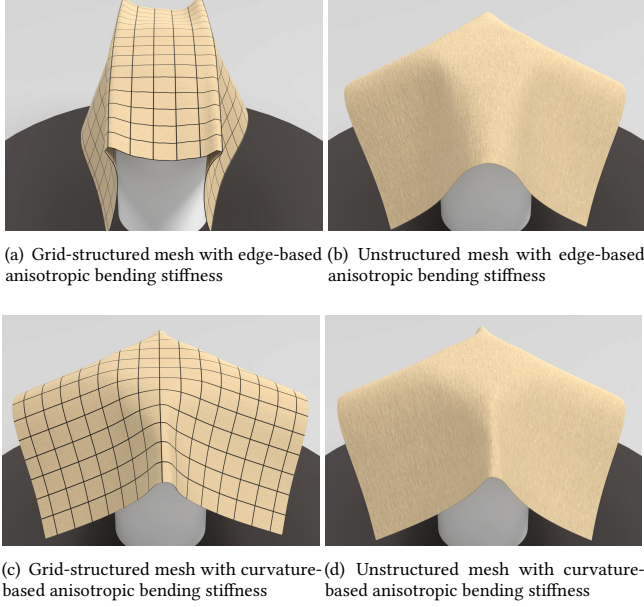 (a) Grid-structured mesh with edge-based
anisotropic bending stiffness
(b) Unstructured mesh with edge-based
anisotropic bending stiffness
(c) Grid-structured mesh with curvature-
based anisotropic bending stiffness
(d) Unstructured mesh with curvature-
based anisotropic bending stiffness